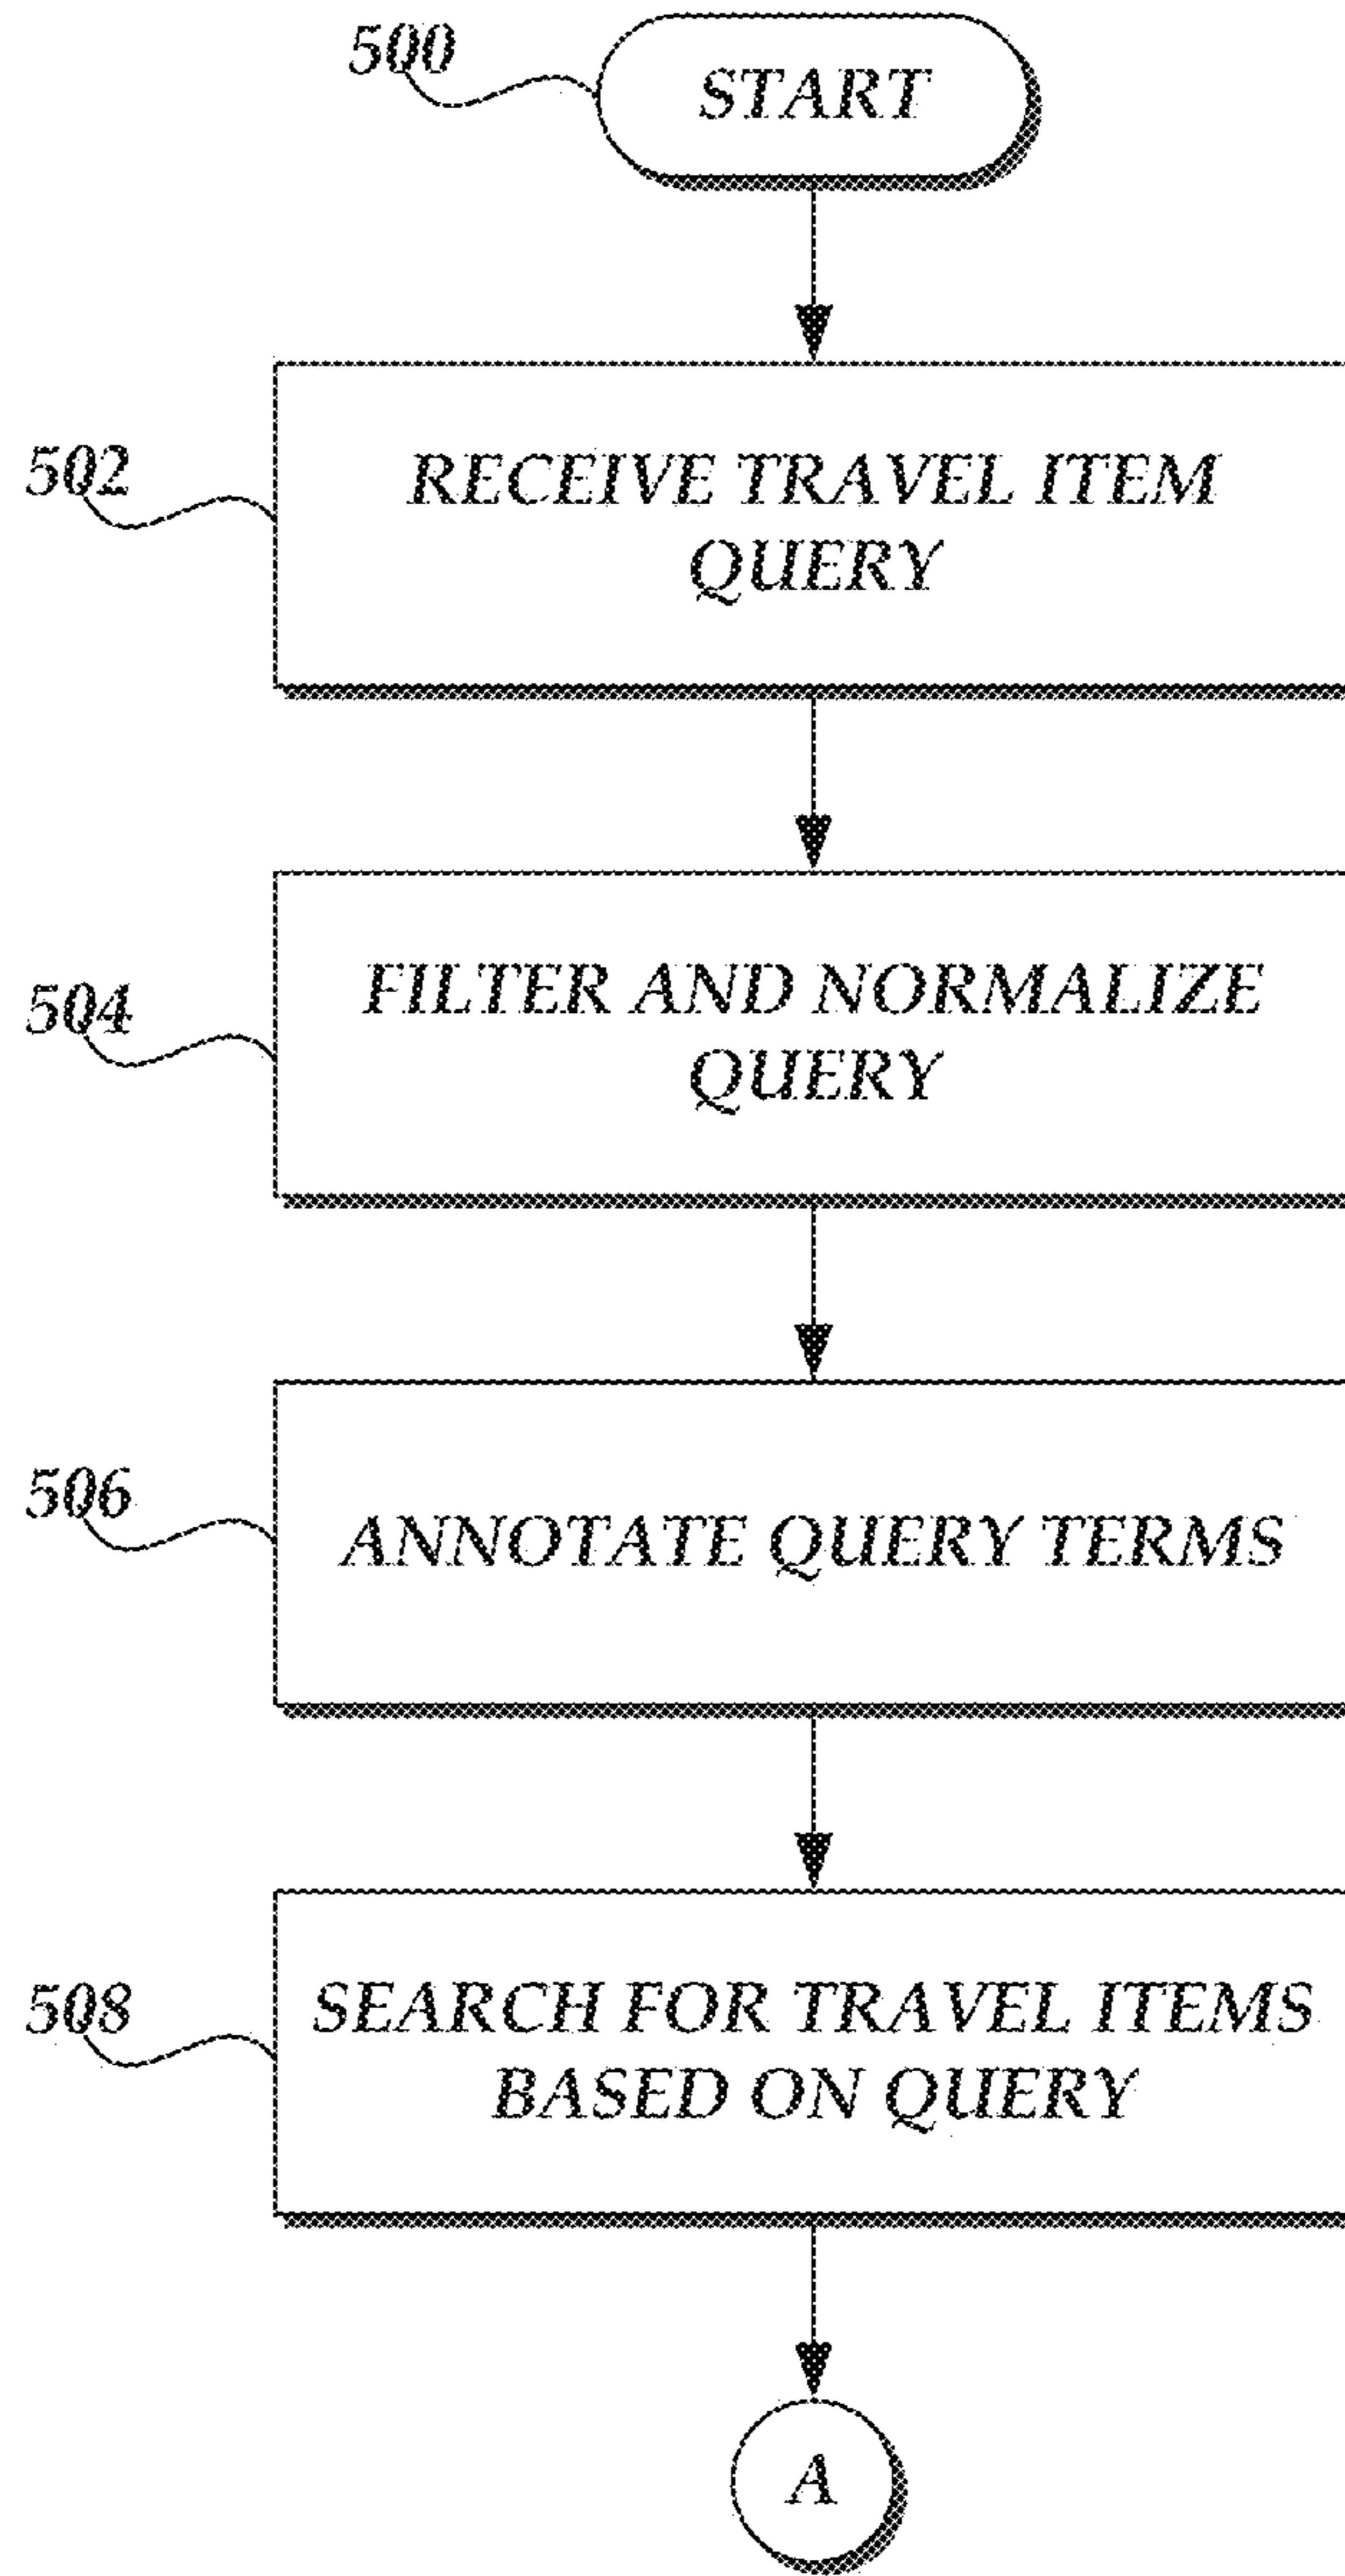 500
START
502
RECEIVE TRAVEL ITEM
QUERY
504
FILTER AND NORMALIZE
QUERY
506
ANNOTATE QUERY TERMS
508
SEARCH FOR TRAVEL ITEMS
BASED ON QUERY
A